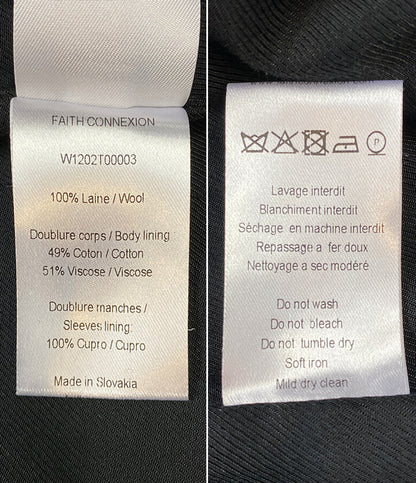 FAITH CONNEXION
W1202T00003
100% Laine / Wool
Doublure corps / Body lining
49% Coton / Cotton
51% Viscose / Viscose
Doublure manches /
Sleeves lining:
100% Cupro / Cupro
Made in Slovakia
P
Lavage interdit
Blanchiment interdit
Séchage en machine interdit
Repassage a fer doux
Nettoyage a sec modéré
Do not wash
Do not bleach
Do not tumble dry
Soft iron
Mild dry clean